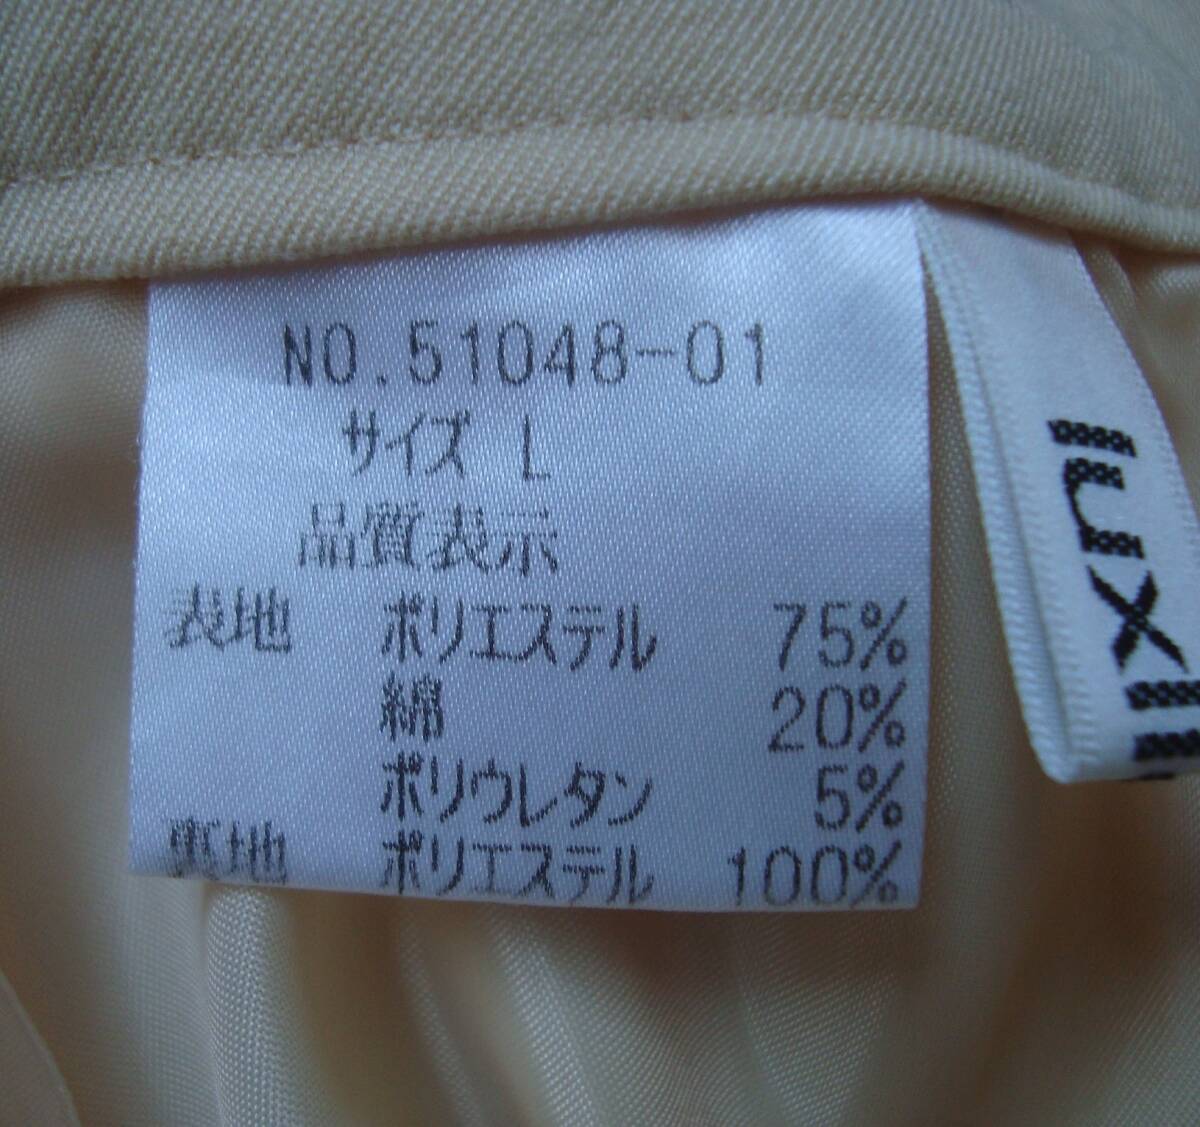 NO.51048-01
サイズ L
品質表示
表地 ポリエステル 75%
綿 20%
ポリウレタン 5%
裏地 ポリエステル 100%